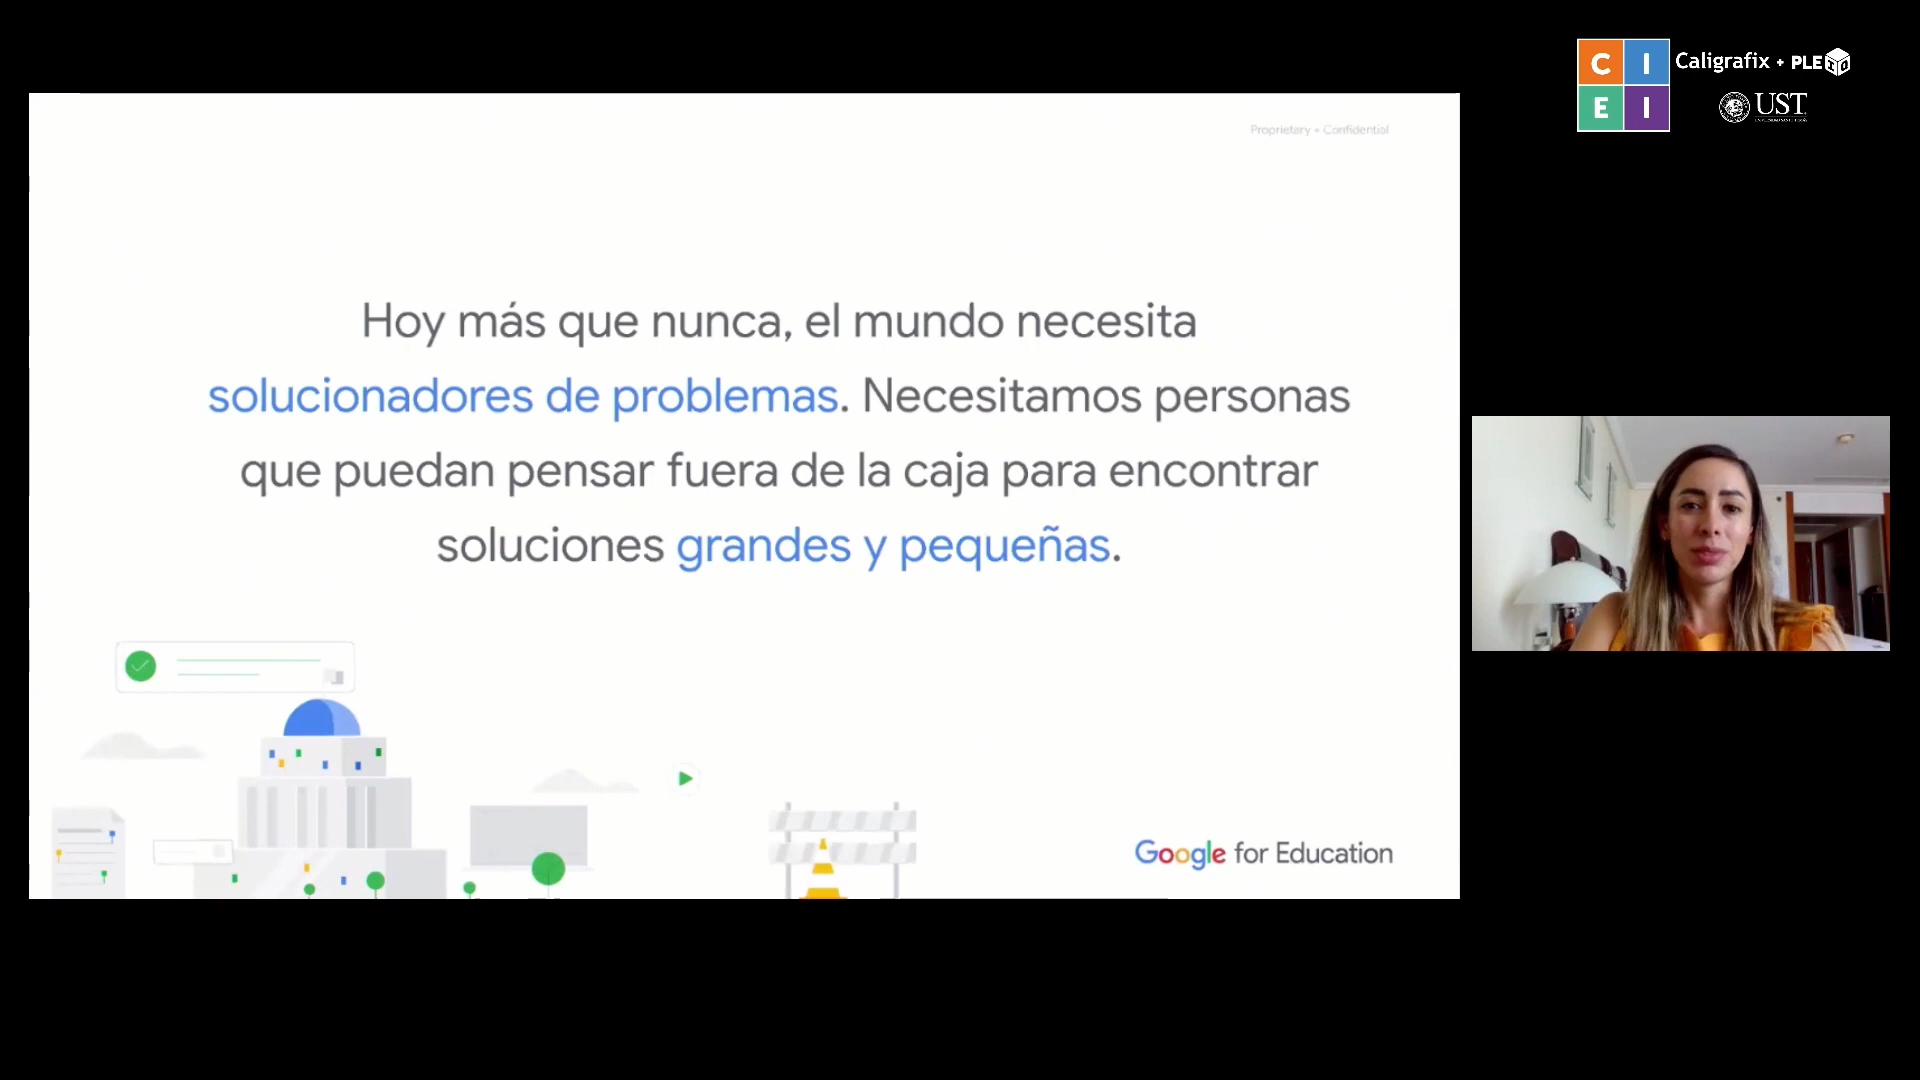 C I Caligrafix + PLE
E I UST
Proprietary + Confidential
Hoy más que nunca, el mundo necesita
solucionadores de problemas. Necesitamos personas
que puedan pensar fuera de la caja para encontrar
soluciones grandes y pequeñas.
Google for Education